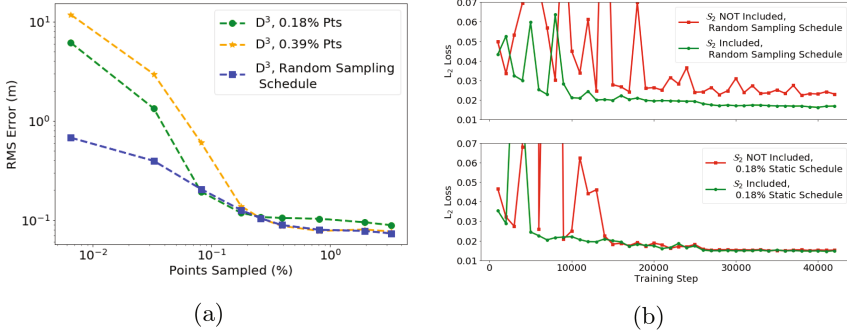 RMS Error (m)
10¹
10⁰
10⁻¹
D³, 0.18% Pts
D³, 0.39% Pts
D³, Random Sampling
Schedule
10⁻²
10⁻¹
10⁰
Points Sampled (%)
(a)
L₂ Loss
0.07
0.06
0.05
0.04
0.03
0.02
0.01
S₂ NOT Included,
Random Sampling Schedule
S₂ Included,
Random Sampling Schedule
L₂ Loss
0.07
0.06
0.05
0.04
0.03
0.02
0.01
S₂ NOT Included,
0.18% Static Schedule
S₂ Included,
0.18% Static Schedule
0
10000
20000
30000
40000
Training Step
(b)